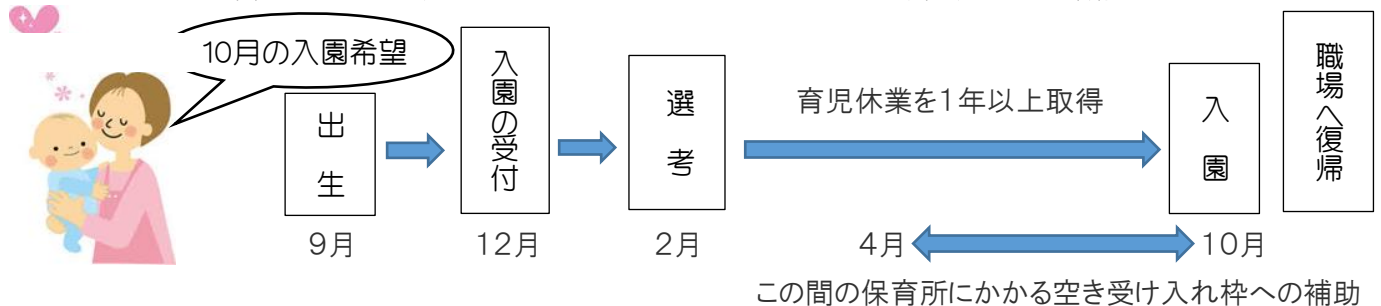 10月の入園希望
出生
入園の受付
選考
育児休業を1年以上取得
入園
職場へ復帰
9月
12月
2月
4月
10月
この間の保育所にかかる空き受け入れ枠への補助